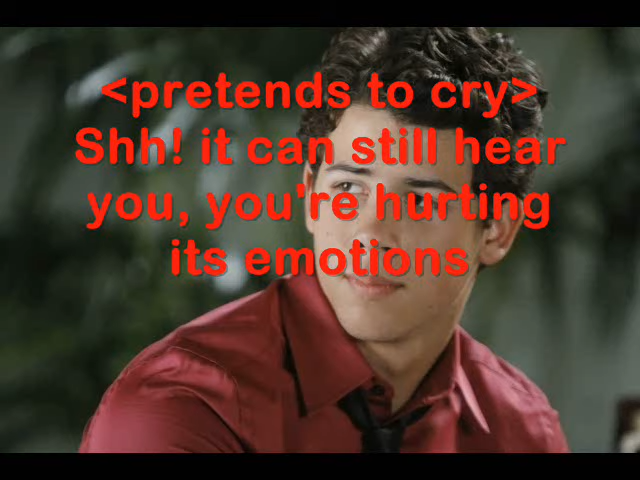 <pretends to cry>
Shh! it can still hear
you, you're hurting
its emotions